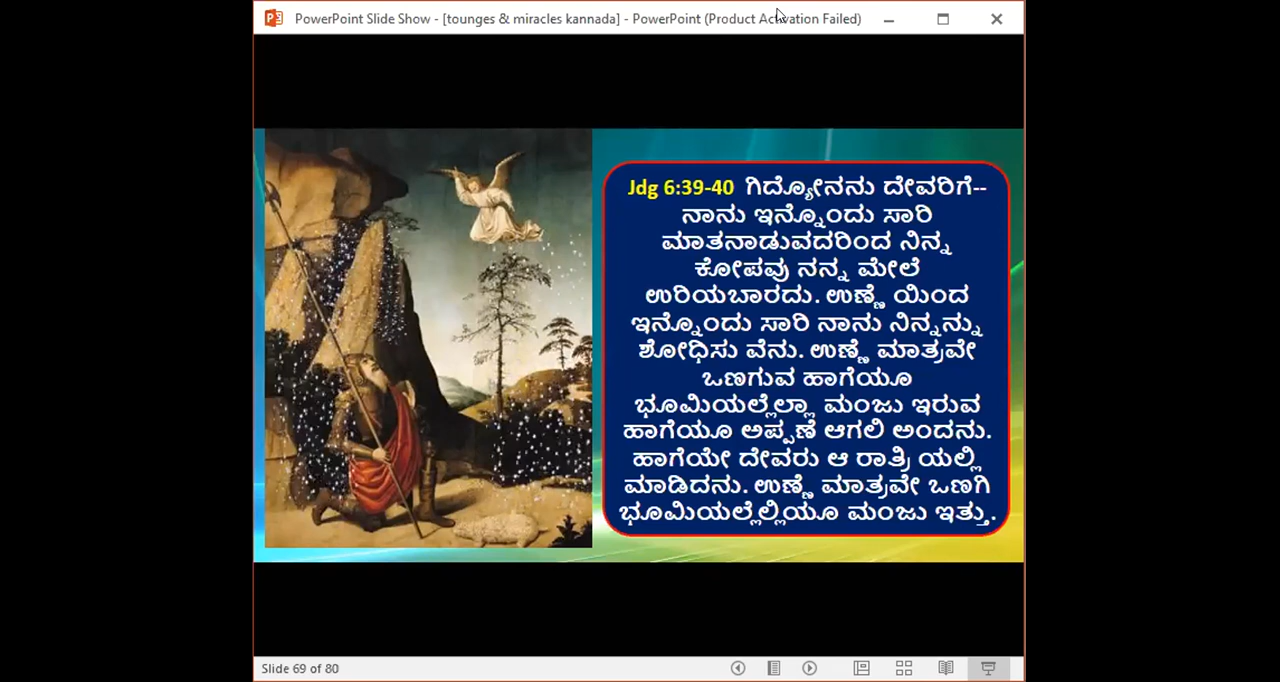 PowerPoint Slide Show - [tounges & miracles kannada] - PowerPoint (Product Activation Failed)
Jdg 6:39-40 ಗಿದ್ಯೋನನು ದೇವರಿಗೆ--
ನಾನು ಇನ್ನೊಂದು ಸಾರಿ
ಮಾತನಾಡುವದರಿಂದ ನಿನ್ನ
ಕೋಪವು ನನ್ನ ಮೇಲೆ
ಉರಿಯಬಾರದು. ಉಣ್ಣೆ ಯಿಂದ
ಇನ್ನೊಂದು ಸಾರಿ ನಾನು ನಿನ್ನನ್ನು
ಶೋಧಿಸು ವೆನು. ಉಣ್ಣೆ ಮಾತ್ರವೇ
ಒಣಗುವ ಹಾಗೆಯೂ
ಭೂಮಿಯಲ್ಲೆಲ್ಲಾ ಮಂಜು ಇರುವ
ಹಾಗೆಯೂ ಅಪ್ಪಣೆ ಆಗಲಿ ಅಂದನು.
ಹಾಗೆಯೇ ದೇವರು ಆ ರಾತ್ರಿ ಯಲ್ಲಿ
ಮಾಡಿದನು. ಉಣ್ಣೆ ಮಾತ್ರವೇ ಒಣಗಿ
ಭೂಮಿಯಲ್ಲೆಲ್ಲಿಯೂ ಮಂಜು ಇತ್ತು.
Slide 69 of 80